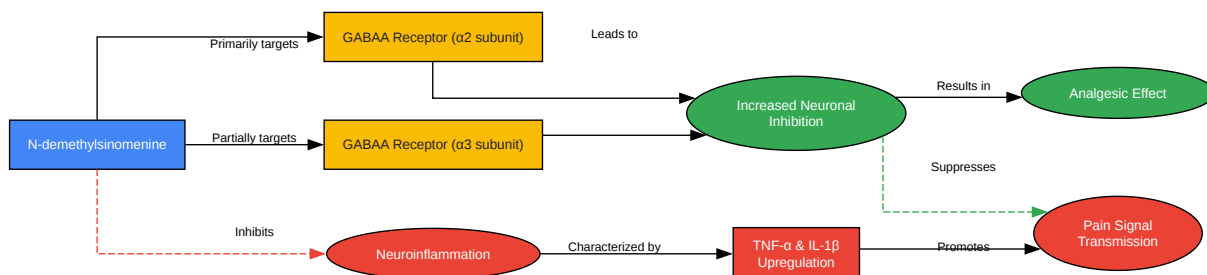 Primarily targets
GABAA Receptor (α2 subunit)
Leads to
N-demethylsinomenine
Partially targets
GABAA Receptor (α3 subunit)
Increased Neuronal
Inhibition
Results in
Analgesic Effect
Suppresses
Inhibits
Neuroinflammation
Characterized by
TNF-α & IL-1β
Upregulation
Promotes
Pain Signal
Transmission